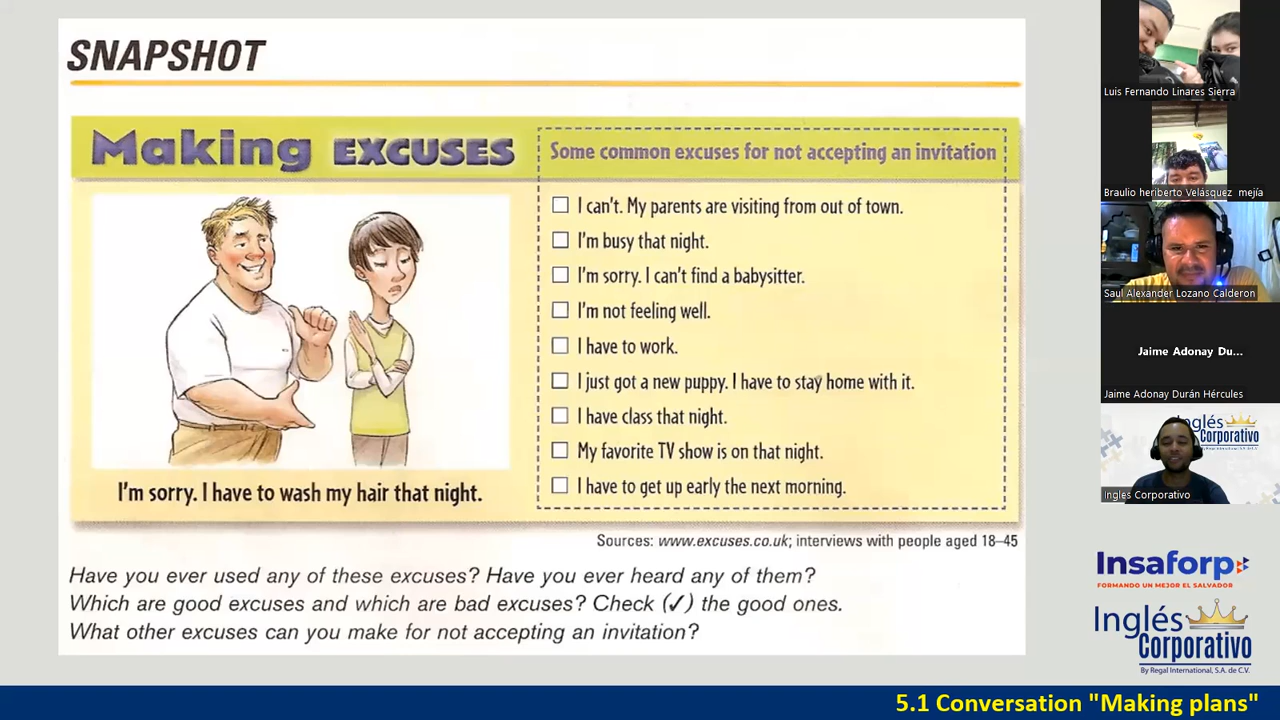 SNAPSHOT
Making EXCUSES
Some common excuses for not accepting an invitation
I can't. My parents are visiting from out of town.
I'm busy that night.
I'm sorry. I can't find a babysitter.
I'm not feeling well.
I have to work.
I just got a new puppy. I have to stay home with it.
I have class that night.
My favorite TV show is on that night.
I have to get up early the next morning.
I'm sorry. I have to wash my hair that night.
Sources: www.excuses.co.uk; interviews with people aged 18–45
Have you ever used any of these excuses? Have you ever heard any of them?
Which are good excuses and which are bad excuses? Check (✓) the good ones.
What other excuses can you make for not accepting an invitation?
Luis Fernando Linares Sierra
Braulio heriberto Velásquez mejía
Saul Alexander Lozano Calderon
Jaime Adonay Du...
Jaime Adonay Durán Hércules
Inglés
Corporativo
Ingles Corporativo
Insaforp
FORMANDO UN MEJOR EL SALVADOR
Inglés
Corporativo
By Regal International, S.A. de C.V.
5.1 Conversation "Making plans"